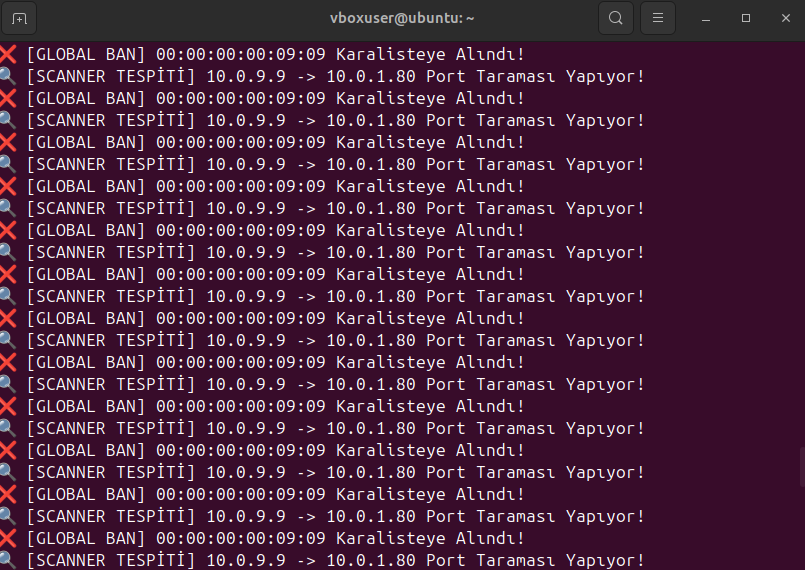 vboxuser@ubuntu: ~
❌ [GLOBAL BAN] 00:00:00:00:09:09 Karalisteye Alındı!
🔍 [SCANNER TESPİTİ] 10.0.9.9 -> 10.0.1.80 Port Taraması Yapıyor!
❌ [GLOBAL BAN] 00:00:00:00:09:09 Karalisteye Alındı!
🔍 [SCANNER TESPİTİ] 10.0.9.9 -> 10.0.1.80 Port Taraması Yapıyor!
❌ [GLOBAL BAN] 00:00:00:00:09:09 Karalisteye Alındı!
🔍 [SCANNER TESPİTİ] 10.0.9.9 -> 10.0.1.80 Port Taraması Yapıyor!
❌ [GLOBAL BAN] 00:00:00:00:09:09 Karalisteye Alındı!
🔍 [SCANNER TESPİTİ] 10.0.9.9 -> 10.0.1.80 Port Taraması Yapıyor!
❌ [GLOBAL BAN] 00:00:00:00:09:09 Karalisteye Alındı!
🔍 [SCANNER TESPİTİ] 10.0.9.9 -> 10.0.1.80 Port Taraması Yapıyor!
❌ [GLOBAL BAN] 00:00:00:00:09:09 Karalisteye Alındı!
🔍 [SCANNER TESPİTİ] 10.0.9.9 -> 10.0.1.80 Port Taraması Yapıyor!
❌ [GLOBAL BAN] 00:00:00:00:09:09 Karalisteye Alındı!
🔍 [SCANNER TESPİTİ] 10.0.9.9 -> 10.0.1.80 Port Taraması Yapıyor!
❌ [GLOBAL BAN] 00:00:00:00:09:09 Karalisteye Alındı!
🔍 [SCANNER TESPİTİ] 10.0.9.9 -> 10.0.1.80 Port Taraması Yapıyor!
❌ [GLOBAL BAN] 00:00:00:00:09:09 Karalisteye Alındı!
🔍 [SCANNER TESPİTİ] 10.0.9.9 -> 10.0.1.80 Port Taraması Yapıyor!
❌ [GLOBAL BAN] 00:00:00:00:09:09 Karalisteye Alındı!
🔍 [SCANNER TESPİTİ] 10.0.9.9 -> 10.0.1.80 Port Taraması Yapıyor!
❌ [GLOBAL BAN] 00:00:00:00:09:09 Karalisteye Alındı!
🔍 [SCANNER TESPİTİ] 10.0.9.9 -> 10.0.1.80 Port Taraması Yapıyor!
❌ [GLOBAL BAN] 00:00:00:00:09:09 Karalisteye Alındı!
🔍 [SCANNER TESPİTİ] 10.0.9.9 -> 10.0.1.80 Port Taraması Yapıyor!